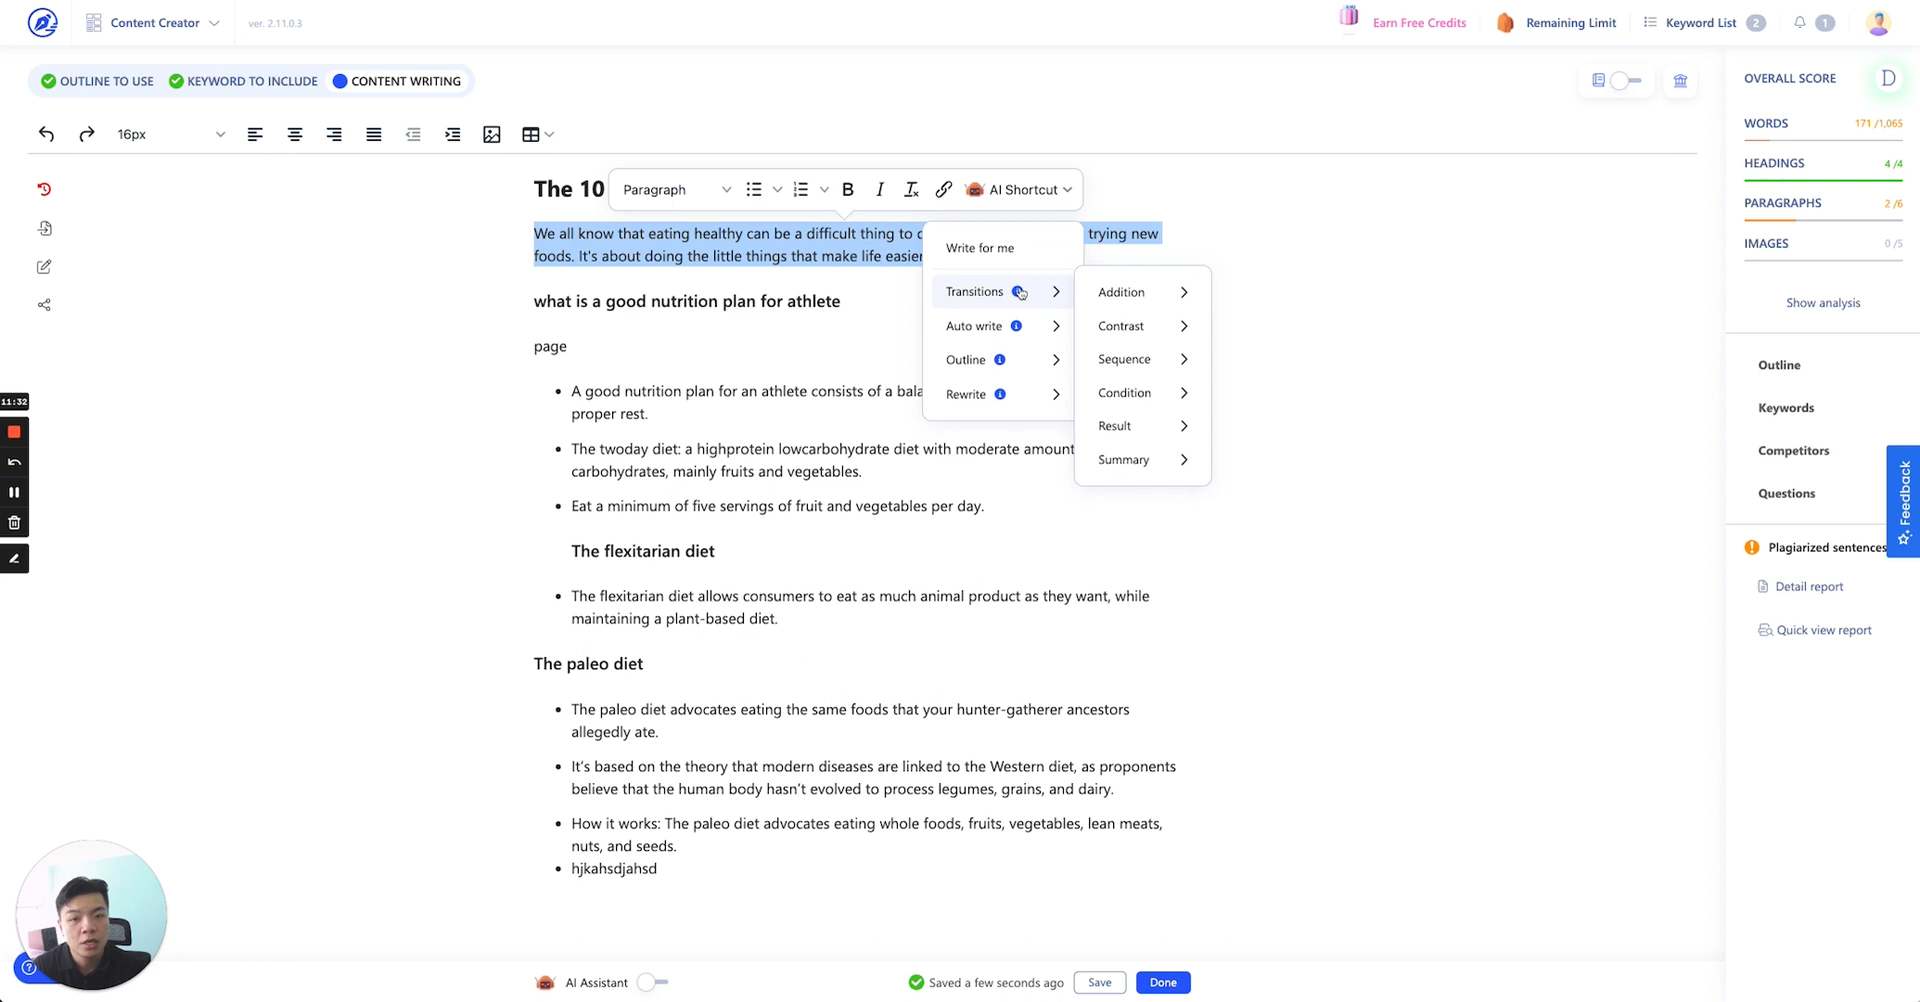 Content Creator
ver. 2.11.0.3
Earn Free Credits
Remaining Limit
Keyword List 2
1
OUTLINE TO USE
KEYWORD TO INCLUDE
CONTENT WRITING
OVERALL SCORE D
WORDS 171 /1,065
HEADINGS 4 /4
PARAGRAPHS 2 /6
IMAGES 0 /5
Show analysis
Outline
Keywords
Competitors
Questions
Plagiarized sentences
Detail report
Quick view report
Feedback
16px
The 10
Paragraph
B I
AI Shortcut
We all know that eating healthy can be a difficult thing to trying new
foods. It's about doing the little things that make life easier
Write for me
Transitions
Auto write
Outline
Rewrite
Addition
Contrast
Sequence
Condition
Result
Summary
what is a good nutrition plan for athlete
page
A good nutrition plan for an athlete consists of a
proper rest.
The twoday diet: a highprotein lowcarbohydrate diet with moderate amount
carbohydrates, mainly fruits and vegetables.
Eat a minimum of five servings of fruit and vegetables per day.
The flexitarian diet
The flexitarian diet allows consumers to eat as much animal product as they want, while
maintaining a plant-based diet.
The paleo diet
The paleo diet advocates eating the same foods that your hunter-gatherer ancestors
allegedly ate.
It's based on the theory that modern diseases are linked to the Western diet, as proponents
believe that the human body hasn't evolved to process legumes, grains, and dairy.
How it works: The paleo diet advocates eating whole foods, fruits, vegetables, lean meats,
nuts, and seeds.
hjkahsdjahsd
11:32
AI Assistant
Saved a few seconds ago
Save
Done